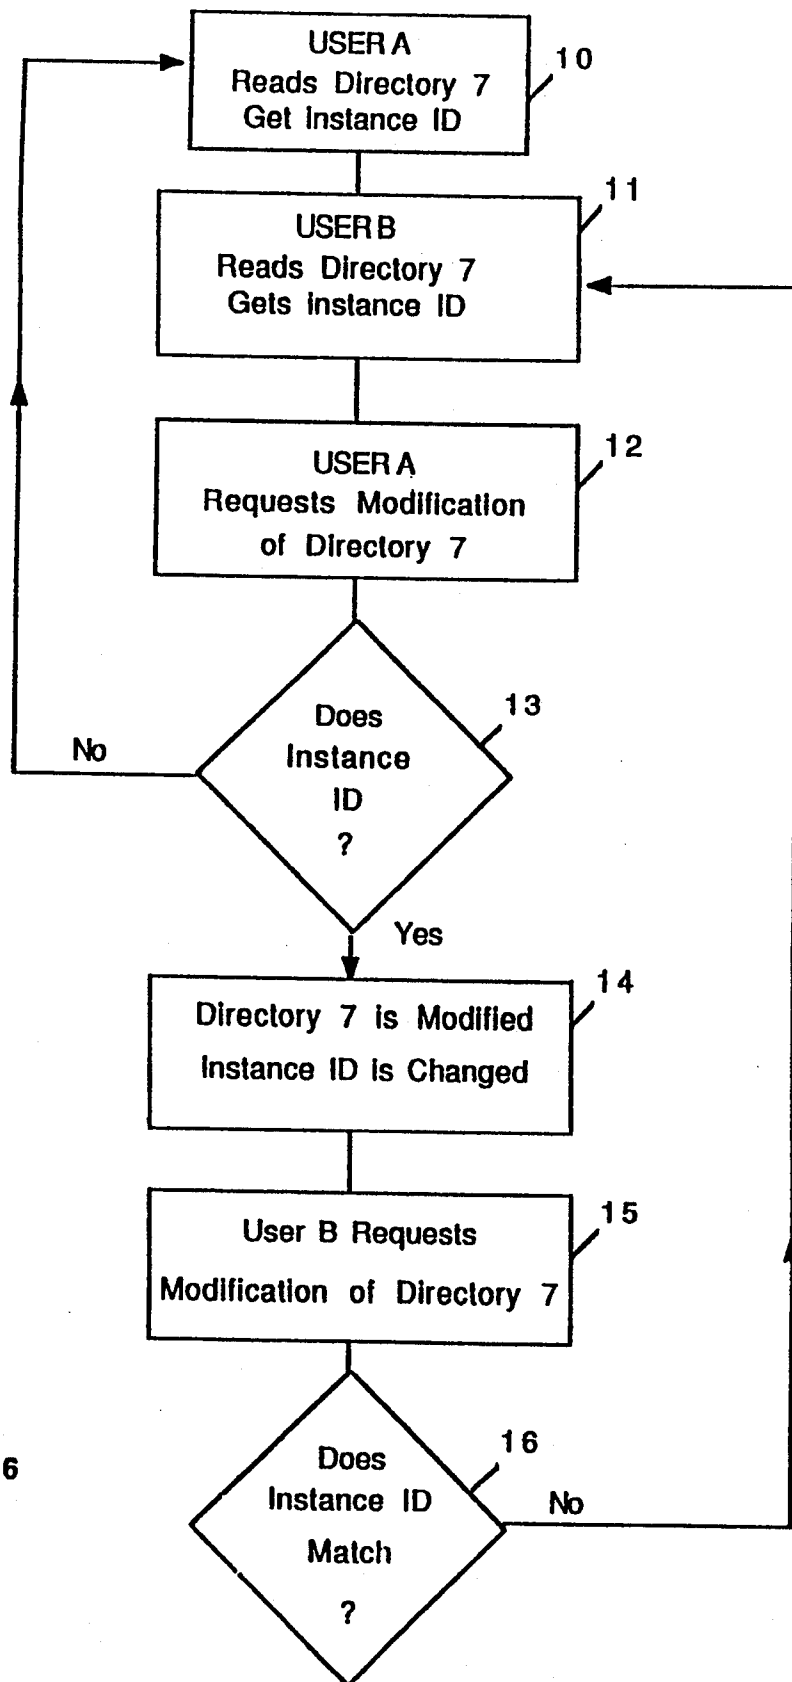 USER A
Reads Directory 7
Get Instance ID
10
USER B
Reads Directory 7
Gets Instance ID
11
USER A
Requests Modification
of Directory 7
12
Does
Instance
ID
?
13
No
Yes
Directory 7 is Modified
Instance ID is Changed
14
User B Requests
Modification of Directory 7
15
Does
Instance ID
Match
?
16
No
6